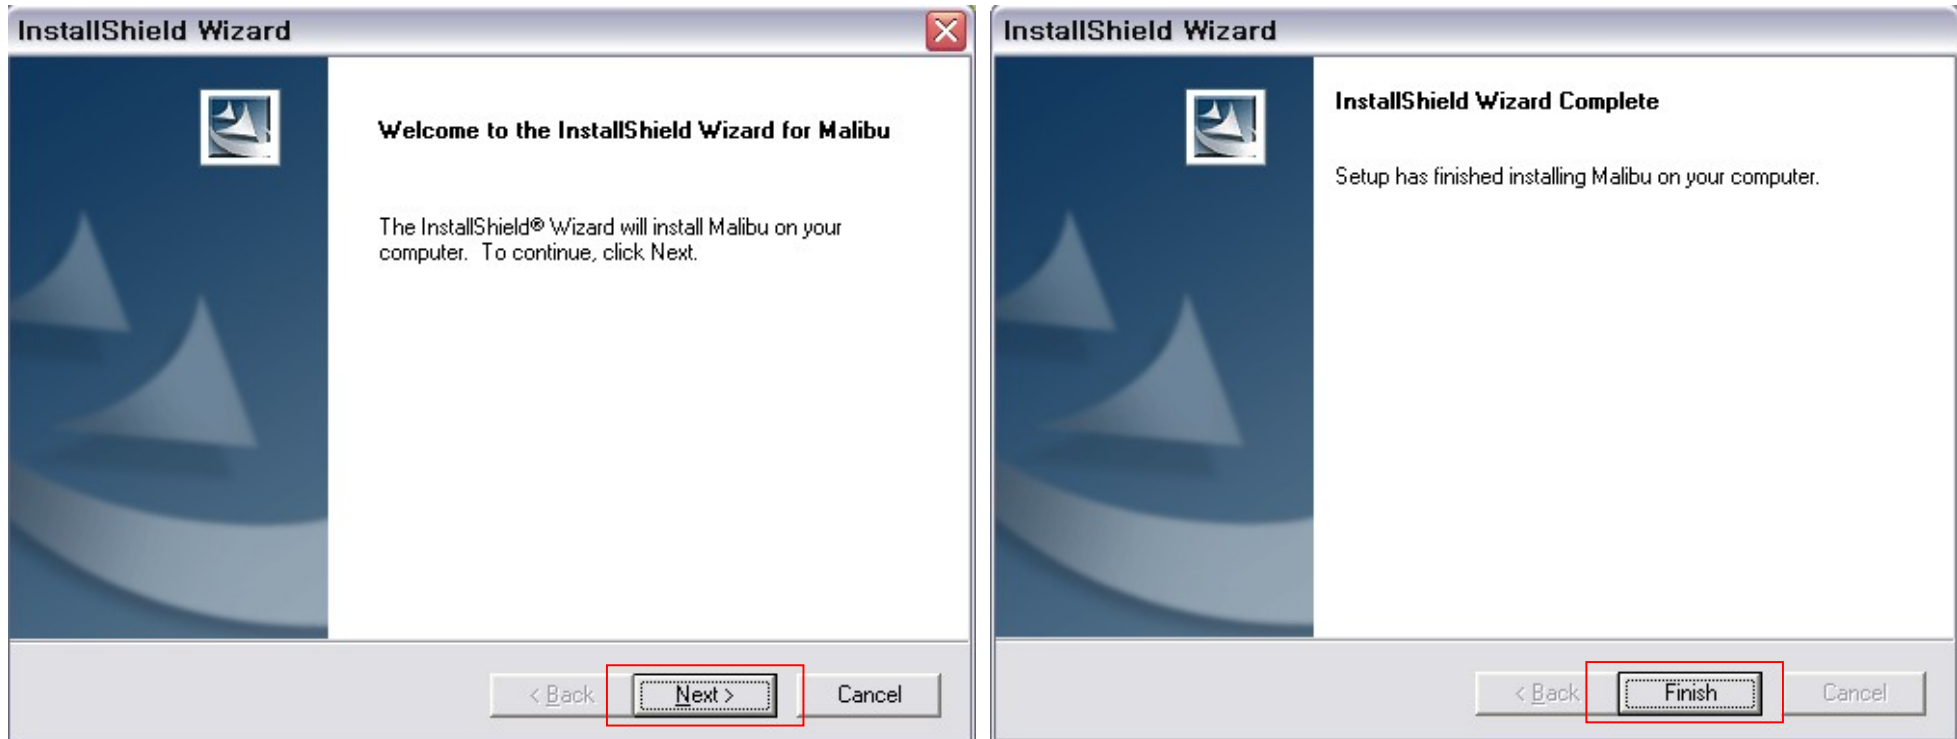 InstallShield Wizard
Welcome to the InstallShield Wizard for Malibu
The InstallShield® Wizard will install Malibu on your
computer.  To continue, click Next.
< Back
Next >
Cancel
InstallShield Wizard
InstallShield Wizard Complete
Setup has finished installing Malibu on your computer.
< Back
Finish
Cancel